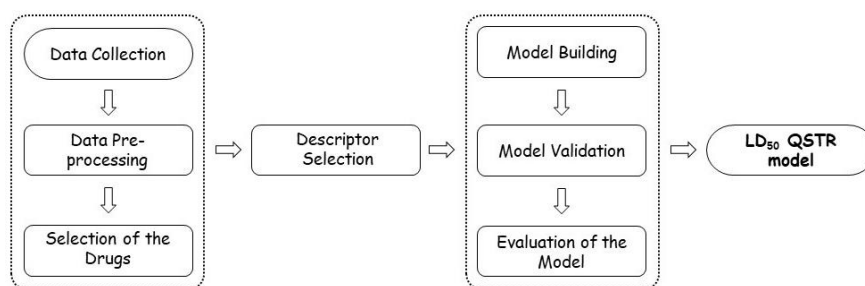 Data Collection
Data Pre-
processing
Selection of the
Drugs
Descriptor
Selection
Model Building
Model Validation
Evaluation of the
Model
LD₅₀ QSTR
model